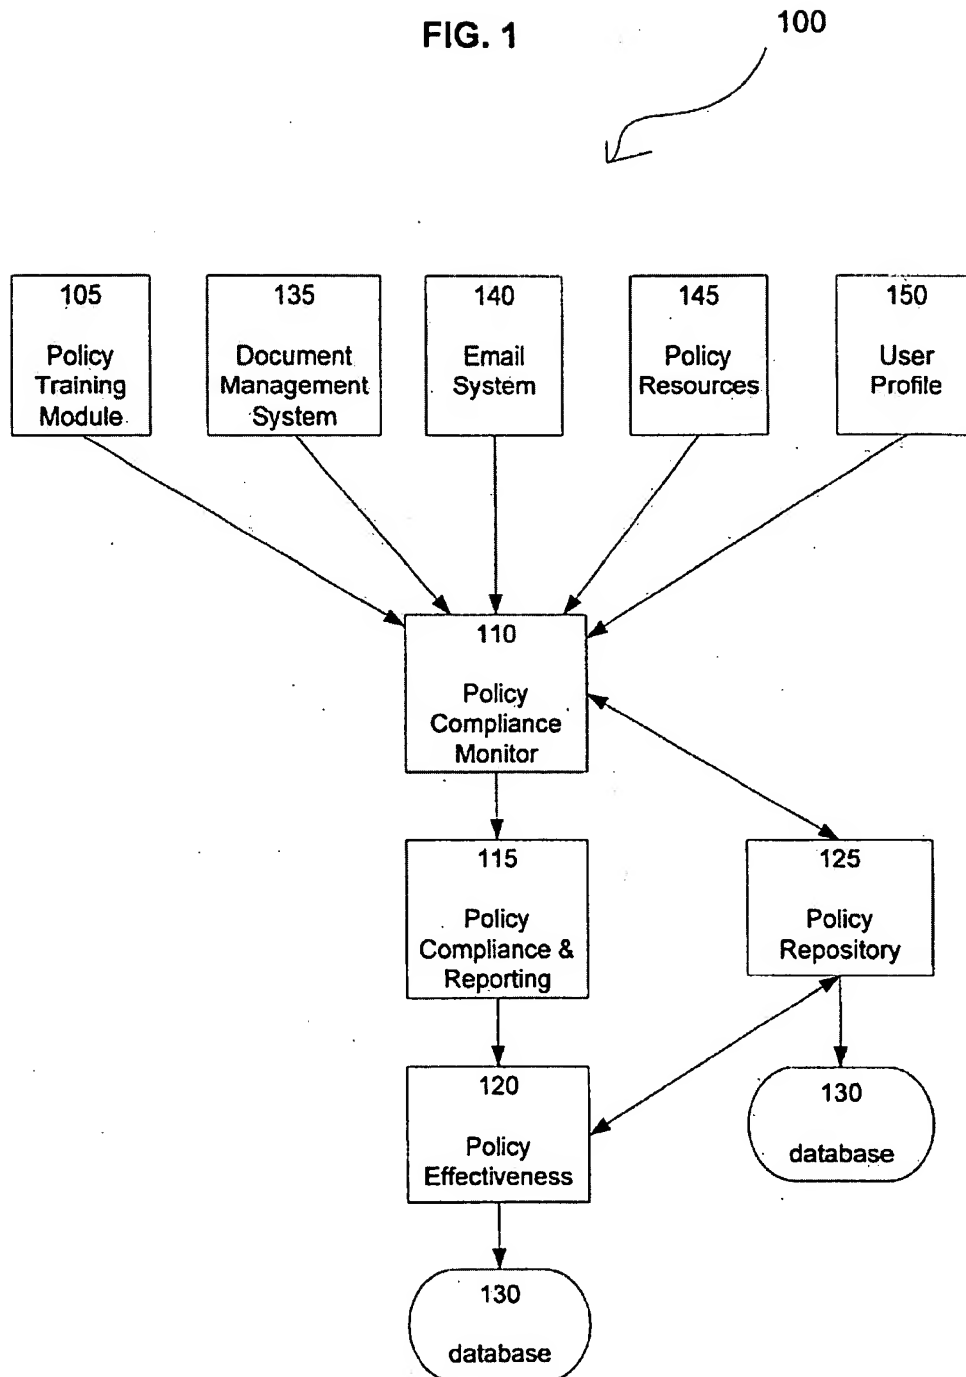 FIG. 1
100
105
Policy
Training
Module
135
Document
Management
System
140
Email
System
145
Policy
Resources
150
User
Profile
110
Policy
Compliance
Monitor
115
Policy
Compliance &
Reporting
125
Policy
Repository
120
Policy
Effectiveness
130
database
130
database